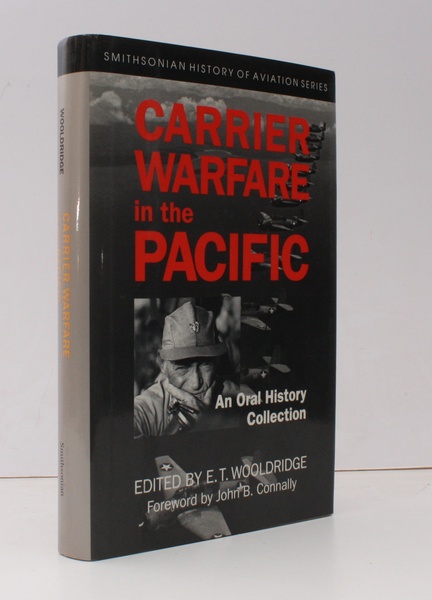 SMITHSONIAN HISTORY OF AVIATION SERIES
CARRIER
WARFARE
in the
PACIFIC
An Oral History
Collection
EDITED BY E. T. WOOLDRIDGE
Foreword by John B. Connally
WOOLDRIDGE
CARRIER WARFARE
Smithsonian